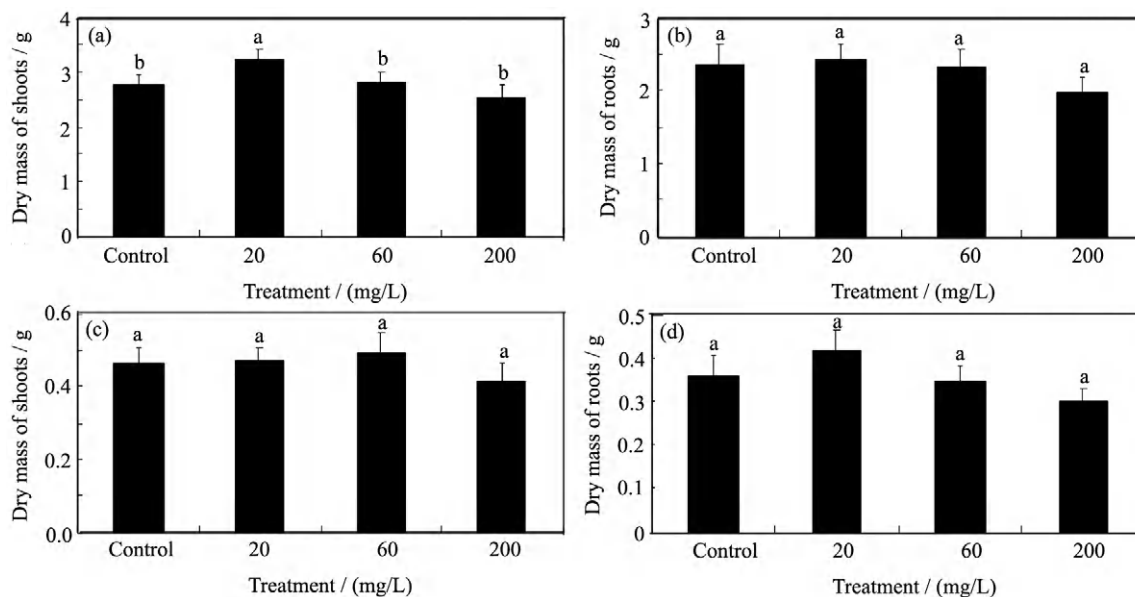 (a)
Dry mass of shoots / g
4
3
2
1
0
b
a
b
b
Control 20 60 200
Treatment / (mg/L)
(b)
Dry mass of roots / g
3
2
1
0
a
a
a
a
Control 20 60 200
Treatment / (mg/L)
(c)
Dry mass of shoots / g
0.6
0.4
0.2
0.0
a
a
a
a
Control 20 60 200
Treatment / (mg/L)
(d)
Dry mass of roots / g
0.5
0.4
0.3
0.2
0.1
0
a
a
a
a
Control 20 60 200
Treatment / (mg/L)